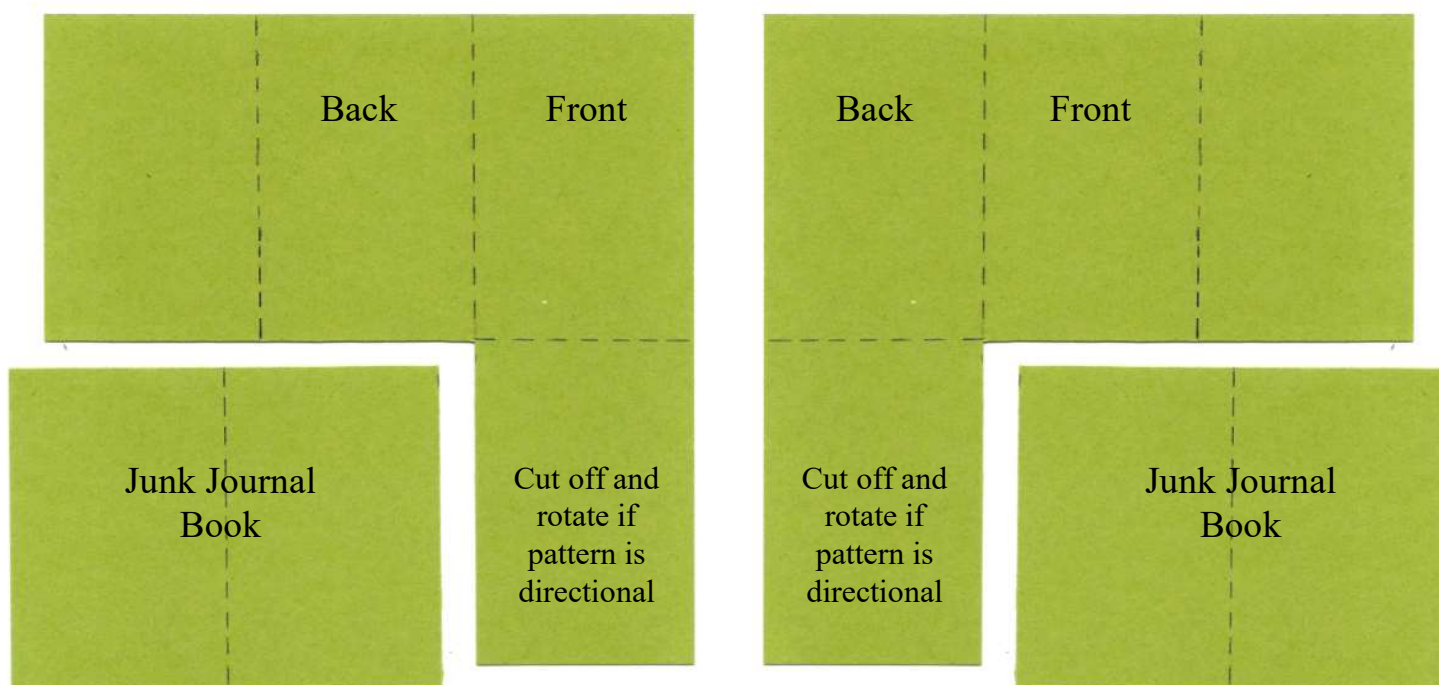 Back
Front
Back
Front
Junk Journal
Book
Cut off and
rotate if
pattern is
directional
Cut off and
rotate if
pattern is
directional
Junk Journal
Book